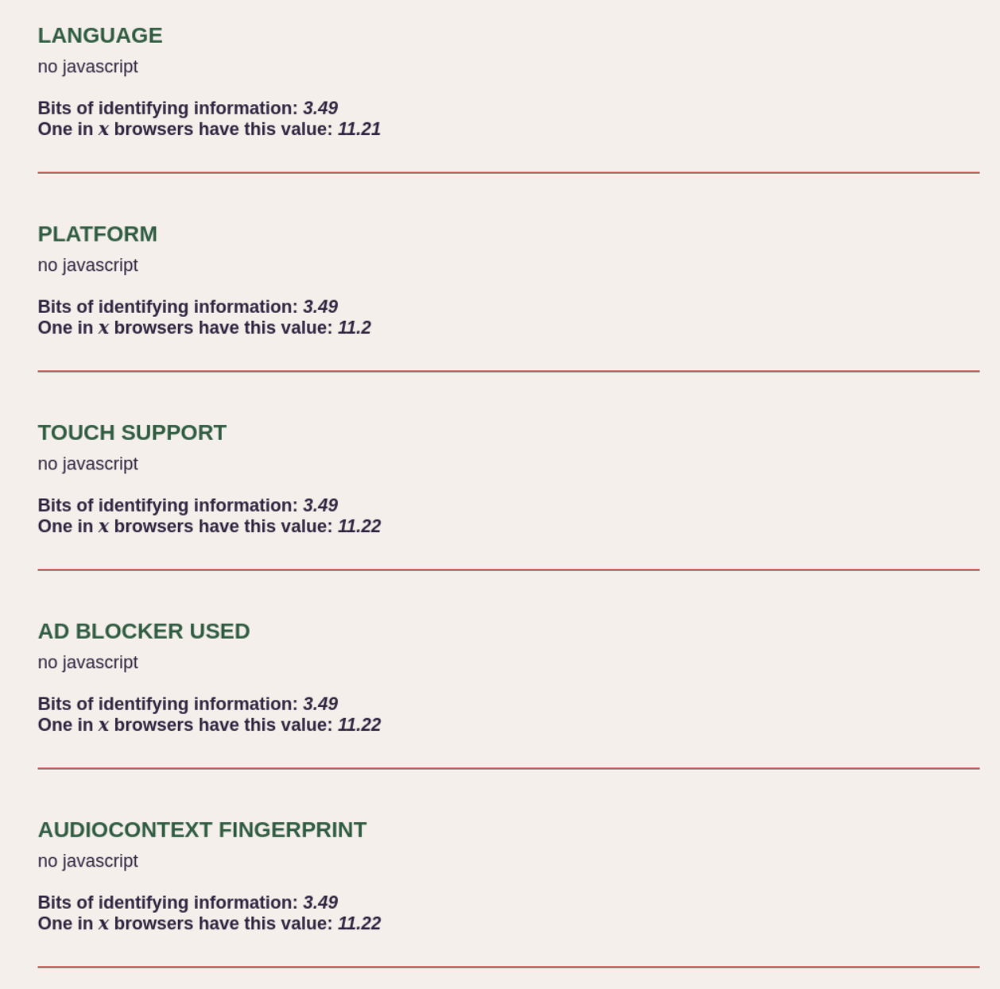 LANGUAGE
no javascript
Bits of identifying information: 3.49
One in x browsers have this value: 11.21
PLATFORM
no javascript
Bits of identifying information: 3.49
One in x browsers have this value: 11.2
TOUCH SUPPORT
no javascript
Bits of identifying information: 3.49
One in x browsers have this value: 11.22
AD BLOCKER USED
no javascript
Bits of identifying information: 3.49
One in x browsers have this value: 11.22
AUDIOCONTEXT FINGERPRINT
no javascript
Bits of identifying information: 3.49
One in x browsers have this value: 11.22